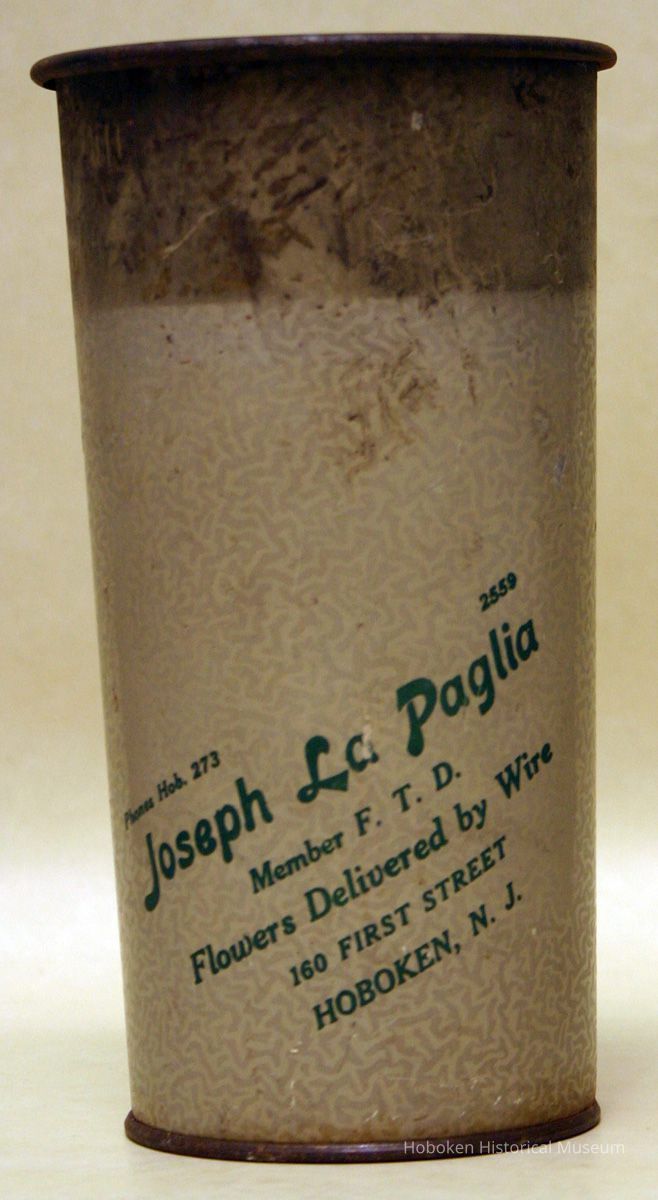 Phones Hob. 273 2559
Joseph La Paglia
Member F. T. D.
Flowers Delivered by Wire
160 FIRST STREET
HOBOKEN, N. J.
Hoboken Historical Museum